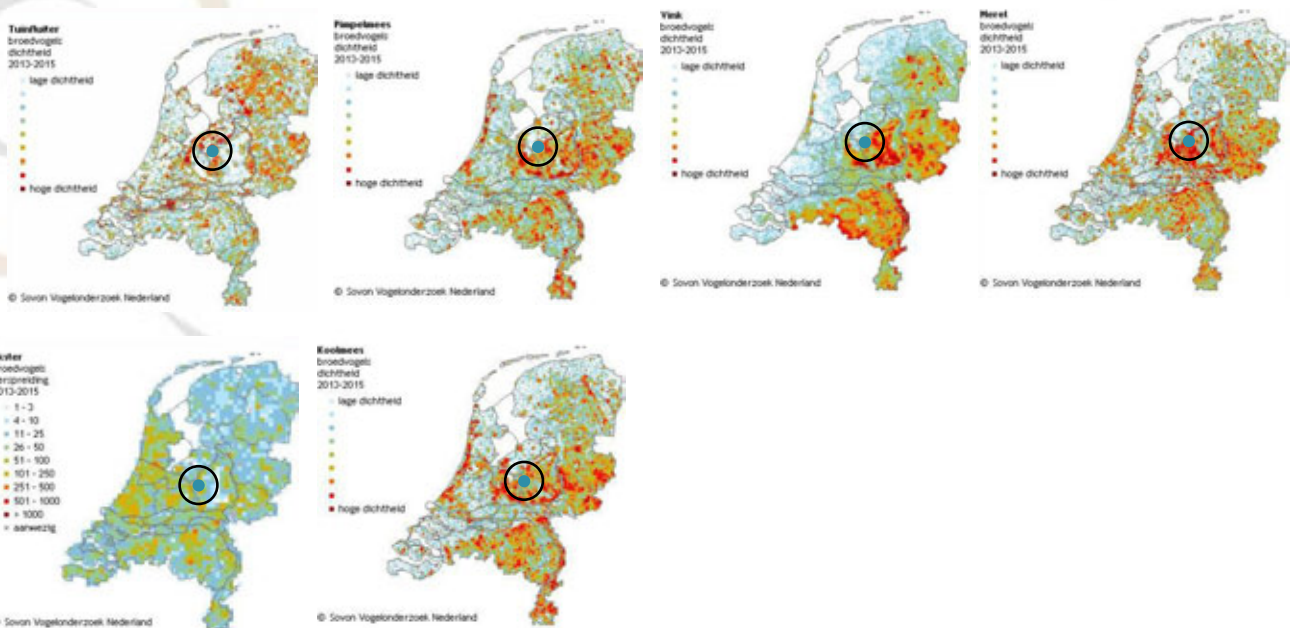 Tuinfluiter
broedvogels
dichtheid
2013-2015
lage dichtheid
hoge dichtheid
© Sovon Vogelonderzoek Nederland
Pimpelmees
broedvogels
dichtheid
2013-2015
lage dichtheid
hoge dichtheid
© Sovon Vogelonderzoek Nederland
Vink
broedvogels
dichtheid
2013-2015
lage dichtheid
hoge dichtheid
© Sovon Vogelonderzoek Nederland
Merel
broedvogels
dichtheid
2013-2015
lage dichtheid
hoge dichtheid
© Sovon Vogelonderzoek Nederland
kster
roedvogels
erspreiding
013-2015
1 - 3
4 - 10
11 - 25
26 - 50
51 - 100
101 - 250
251 - 500
501 - 1000
> 1000
aanwezig
Sovon Vogelonderzoek Nederland
Koolmees
broedvogels
dichtheid
2013-2015
lage dichtheid
hoge dichtheid
© Sovon Vogelonderzoek Nederland